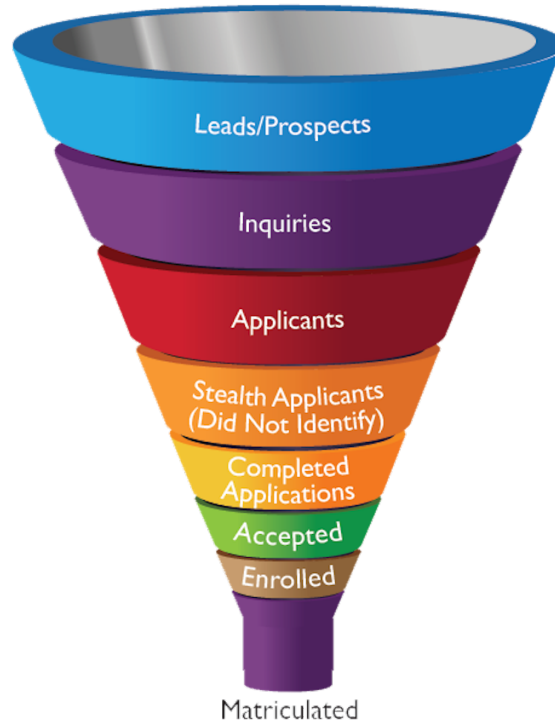 Leads/Prospects
Inquiries
Applicants
Stealth Applicants
(Did Not Identify)
Completed
Applications
Accepted
Enrolled
Matriculated